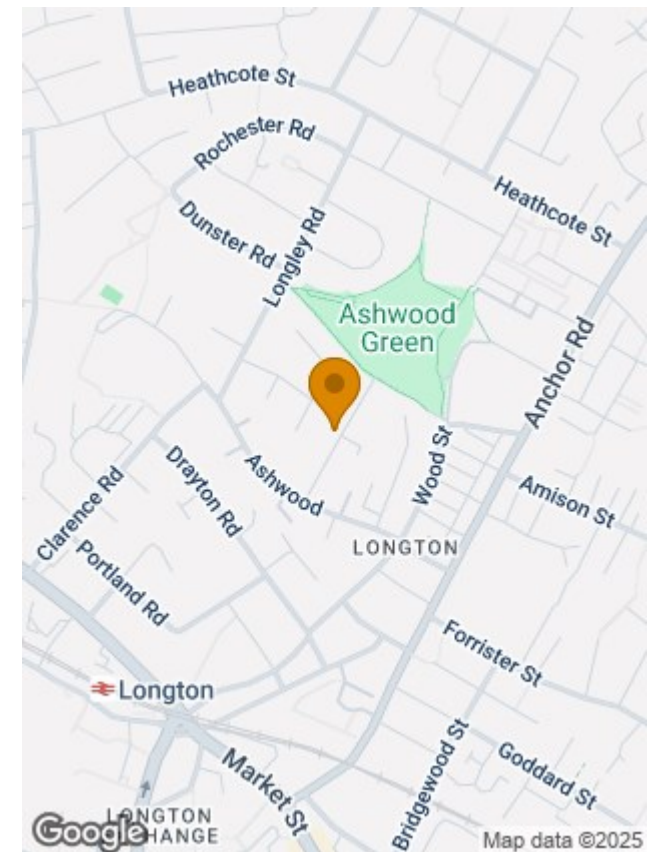 Heathcote St
Rochester Rd
Heathcote St
Dunster Rd
Longley Rd
Ashwood
Green
Anchor Rd
Wood St
Ashwood
Drayton Rd
Amison St
Clarence Rd
LONGTON
Portland Rd
Forrister St
Longton
Goddard St
Market St
Bridgewood St
LONGTON
Google
Map data ©2025